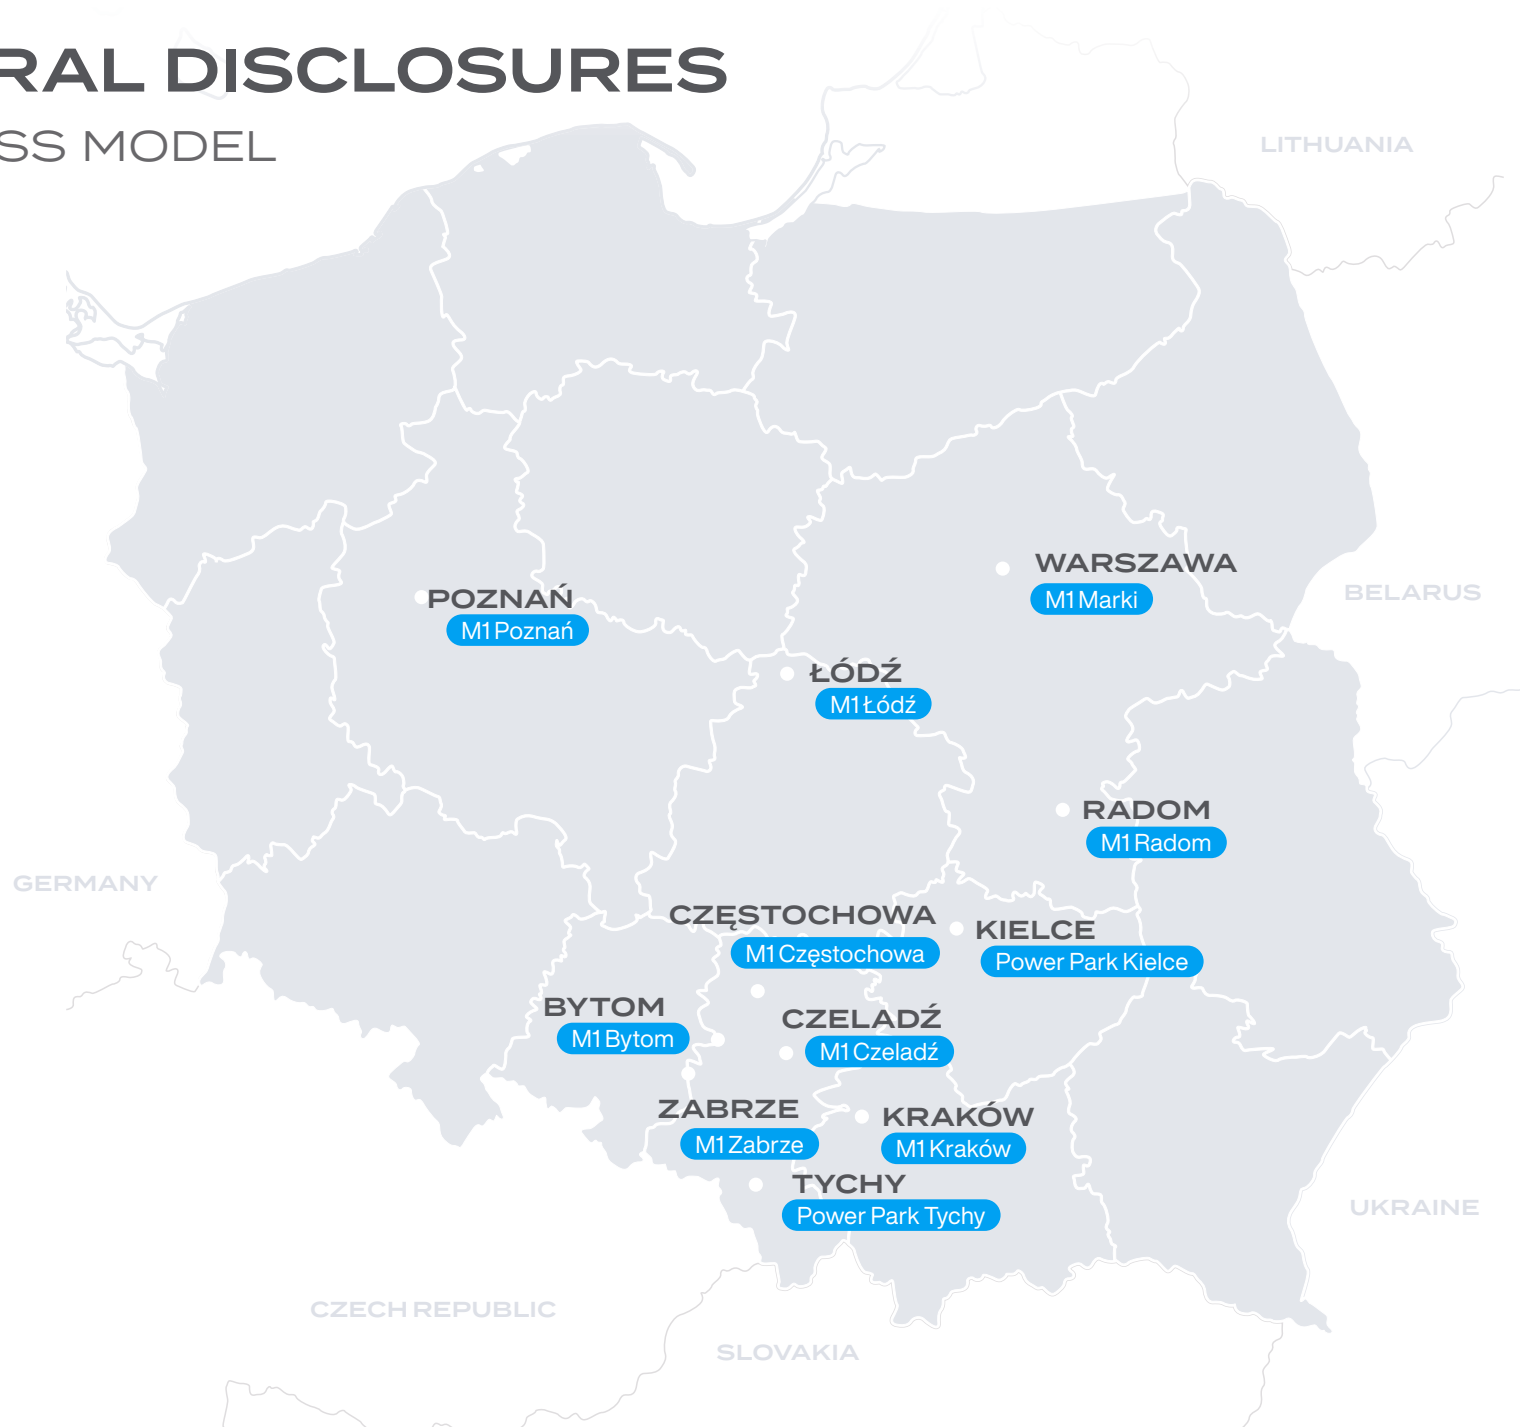 RAL DISCLOSURES
SS MODEL
LITHUANIA
WARSZAWA
M1 Marki
BELARUS
POZNAŃ
M1 Poznań
ŁÓDŹ
M1 Łódź
RADOM
M1 Radom
GERMANY
CZĘSTOCHOWA
M1 Częstochowa
KIELCE
Power Park Kielce
BYTOM
M1 Bytom
CZELADŹ
M1 Czeladź
ZABRZE
M1 Zabrze
KRAKÓW
M1 Kraków
TYCHY
Power Park Tychy
UKRAINE
CZECH REPUBLIC
SLOVAKIA